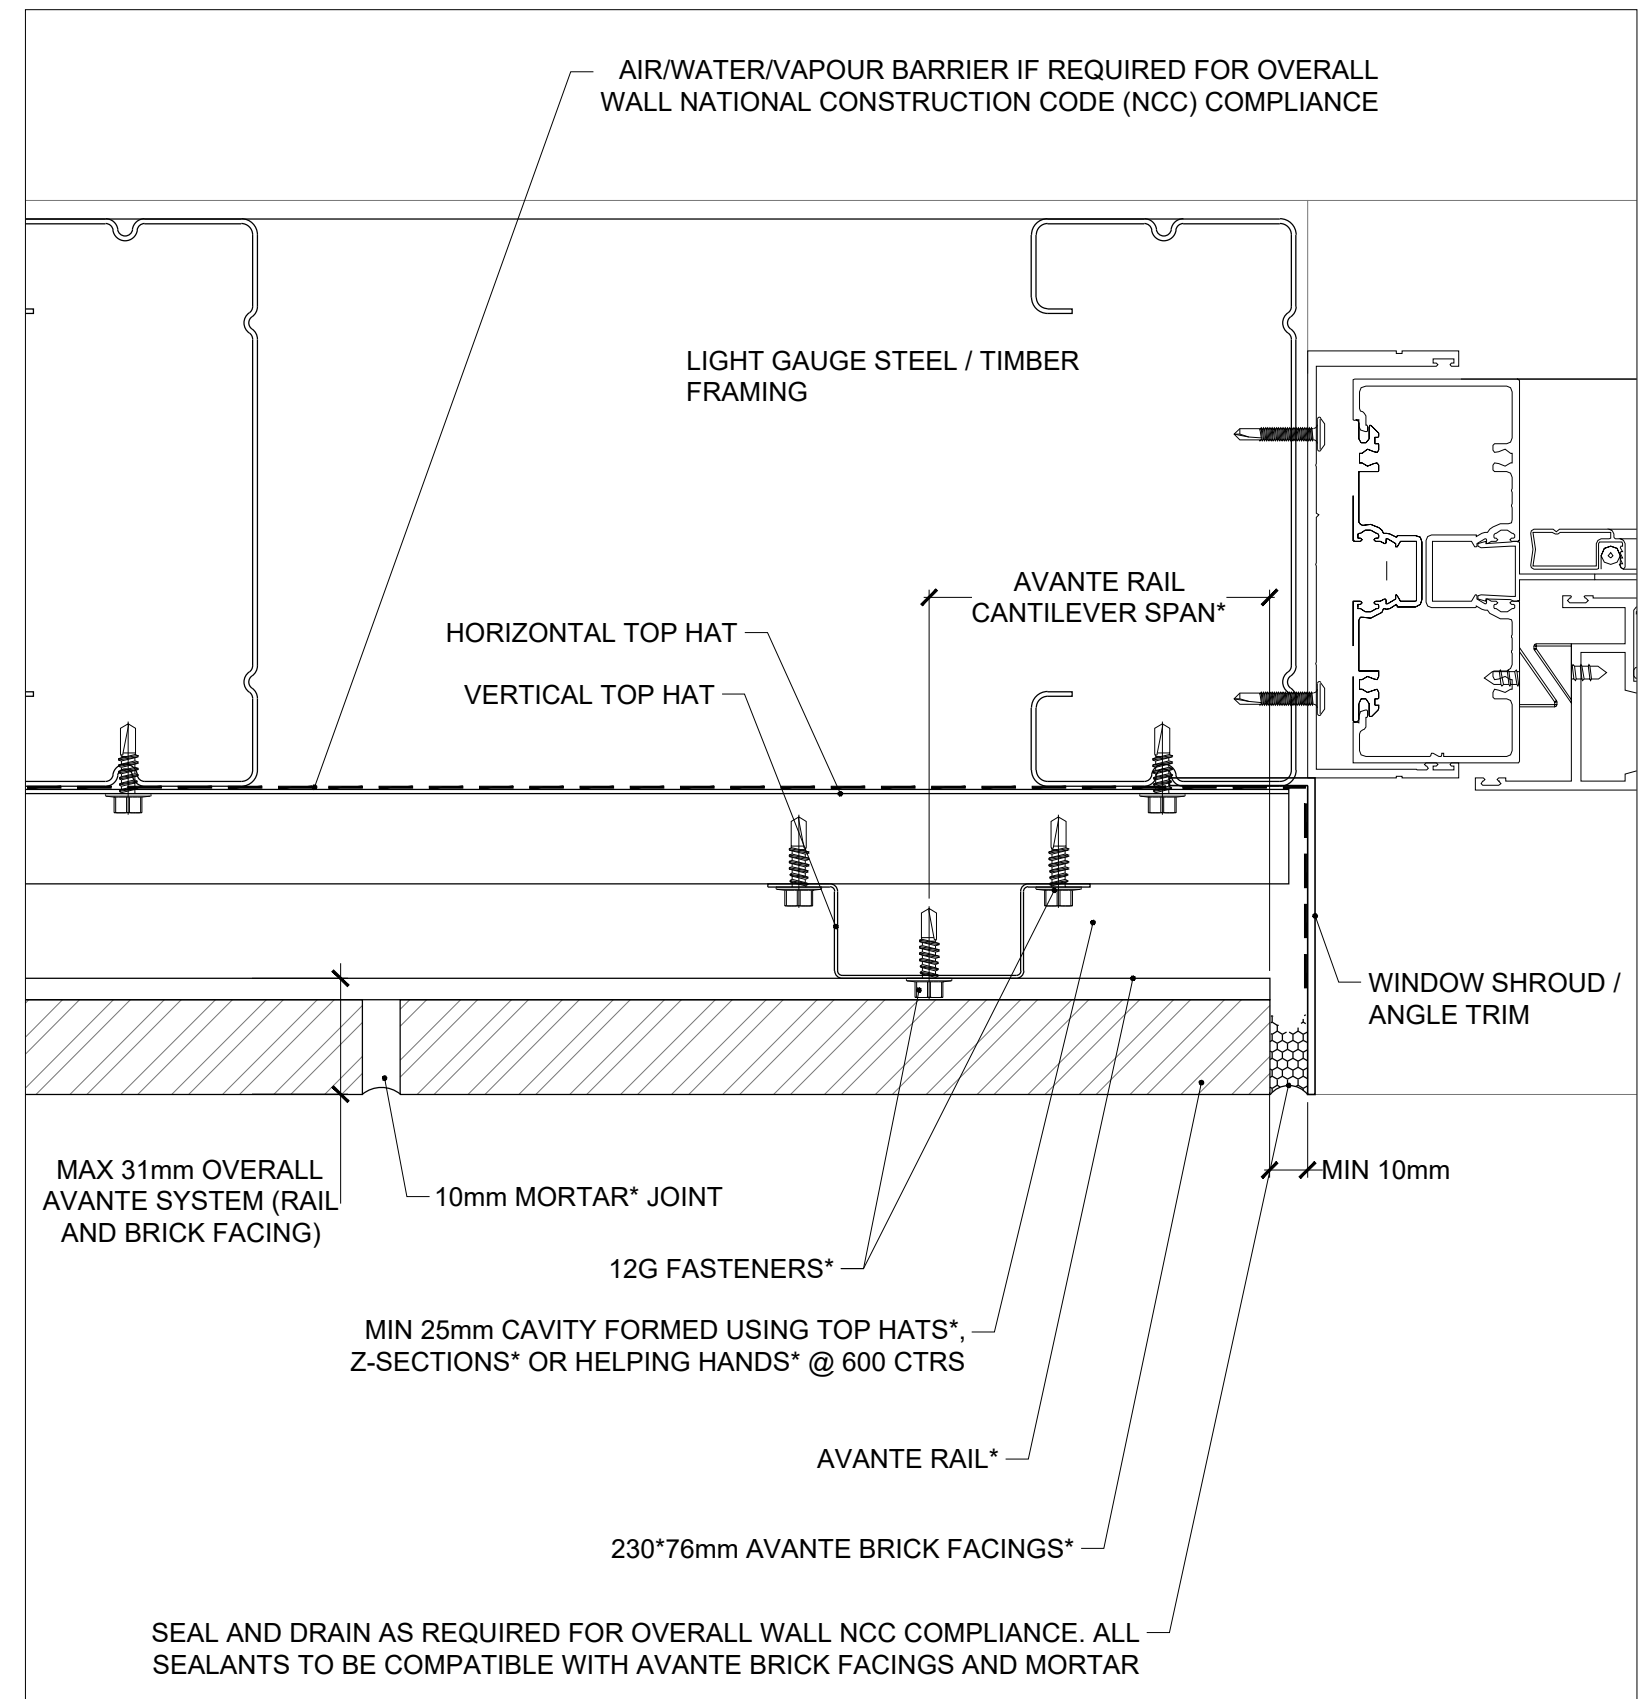 AIR/WATER/VAPOUR BARRIER IF REQUIRED FOR OVERALL
WALL NATIONAL CONSTRUCTION CODE (NCC) COMPLIANCE
LIGHT GAUGE STEEL / TIMBER
FRAMING
AVANTE RAIL
CANTILEVER SPAN*
HORIZONTAL TOP HAT
VERTICAL TOP HAT
WINDOW SHROUD /
ANGLE TRIM
MAX 31mm OVERALL
AVANTE SYSTEM (RAIL
AND BRICK FACING)
10mm MORTAR* JOINT
MIN 10mm
12G FASTENERS*
MIN 25mm CAVITY FORMED USING TOP HATS*,
Z-SECTIONS* OR HELPING HANDS* @ 600 CTRS
AVANTE RAIL*
230*76mm AVANTE BRICK FACINGS*
SEAL AND DRAIN AS REQUIRED FOR OVERALL WALL NCC COMPLIANCE. ALL
SEALANTS TO BE COMPATIBLE WITH AVANTE BRICK FACINGS AND MORTAR